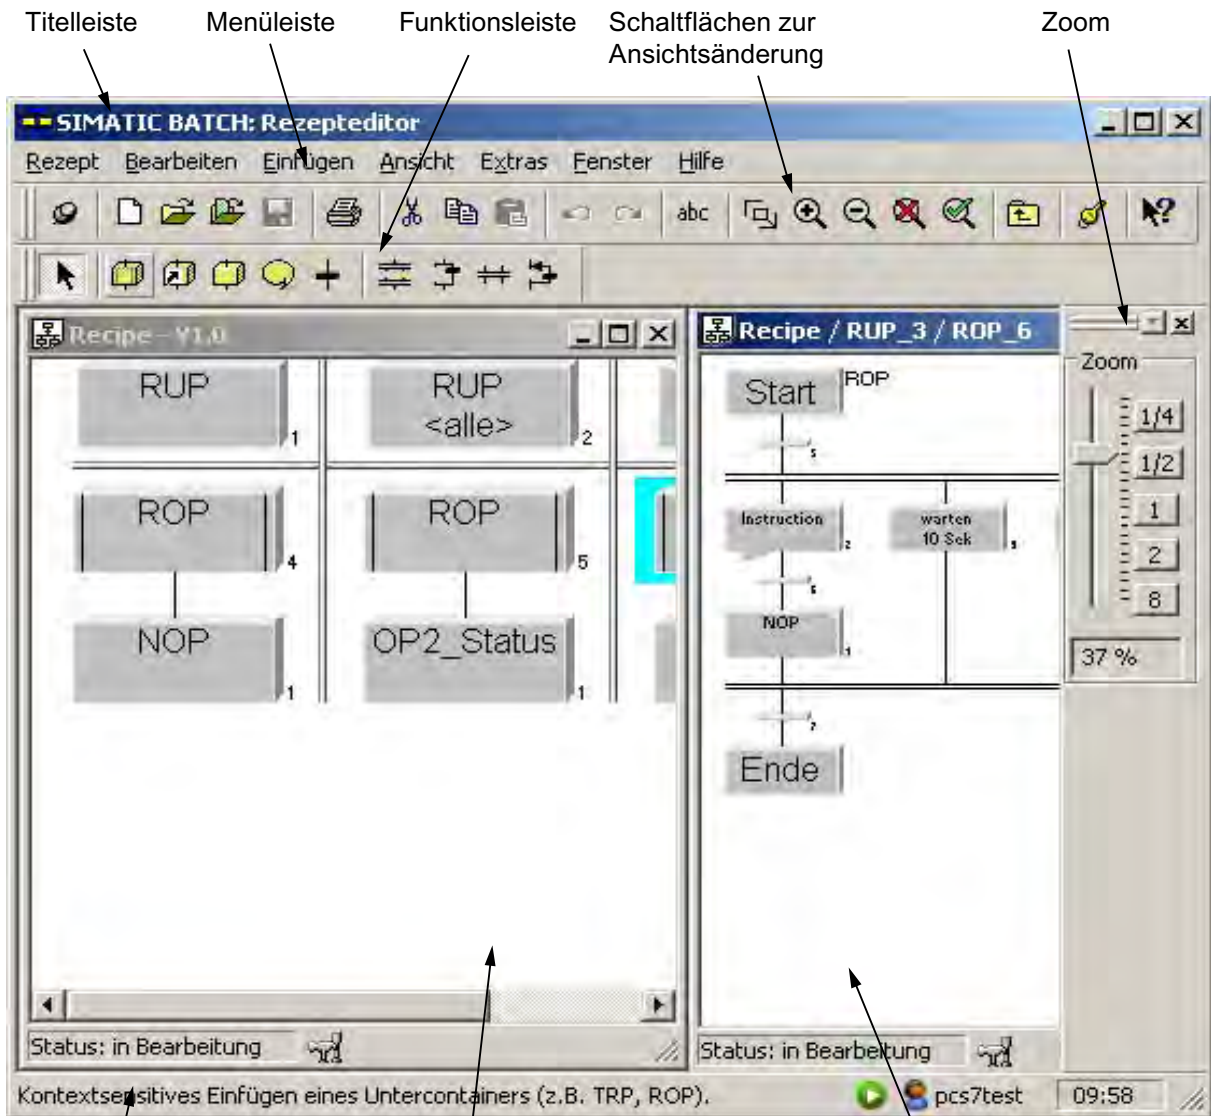 Titelleiste Menüleiste Funktionsleiste Schaltflächen zur Zoom
Ansichtsänderung
SIMATIC BATCH: Rezepteditor
Rezept Bearbeiten Einfügen Ansicht Extras Fenster Hilfe
abc
Recipe - V1.0
RUP
1
RUP
<alle>
2
ROP
4
ROP
5
NOP
1
OP2_Status
1
Status: in Bearbeitung
Recipe / RUP_3 / ROP_6
Start
ROP
5
Instruction
2
warten
10 Sek
3
6
NOP
1
7
Ende
Status: in Bearbeitung
Zoom
1/4
1/2
1
2
8
37 %
Kontextsensitives Einfügen eines Untercontainers (z.B. TRP, ROP). pcs7test 09:58